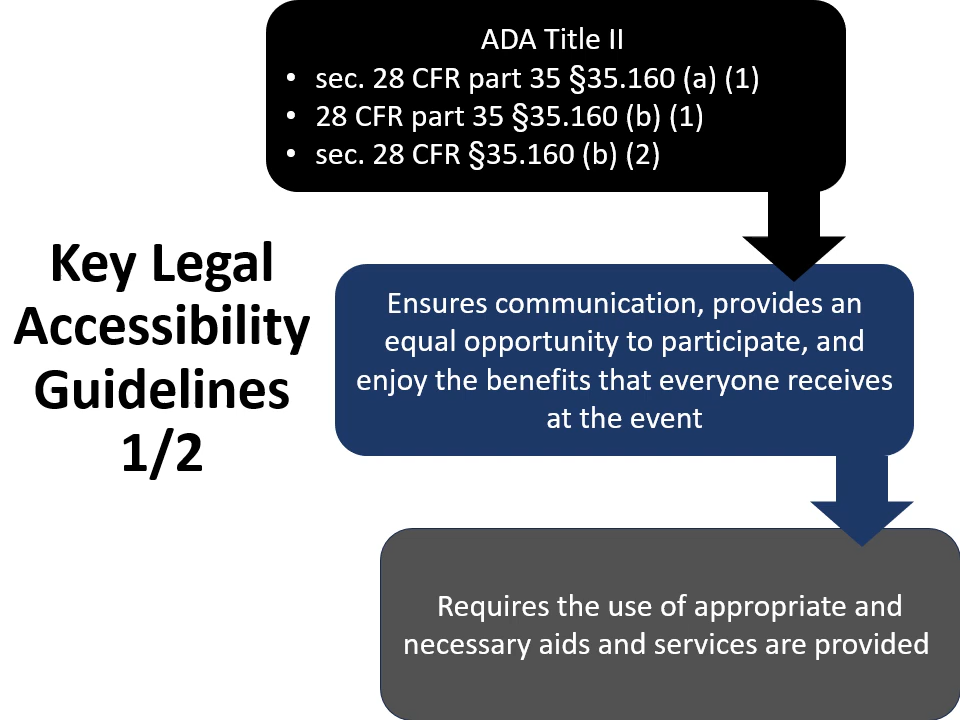 Key Legal
Accessibility
Guidelines
1/2
ADA Title II
• sec. 28 CFR part 35 §35.160 (a) (1)
• 28 CFR part 35 §35.160 (b) (1)
• sec. 28 CFR §35.160 (b) (2)
Ensures communication, provides an
equal opportunity to participate, and
enjoy the benefits that everyone receives
at the event
Requires the use of appropriate and
necessary aids and services are provided